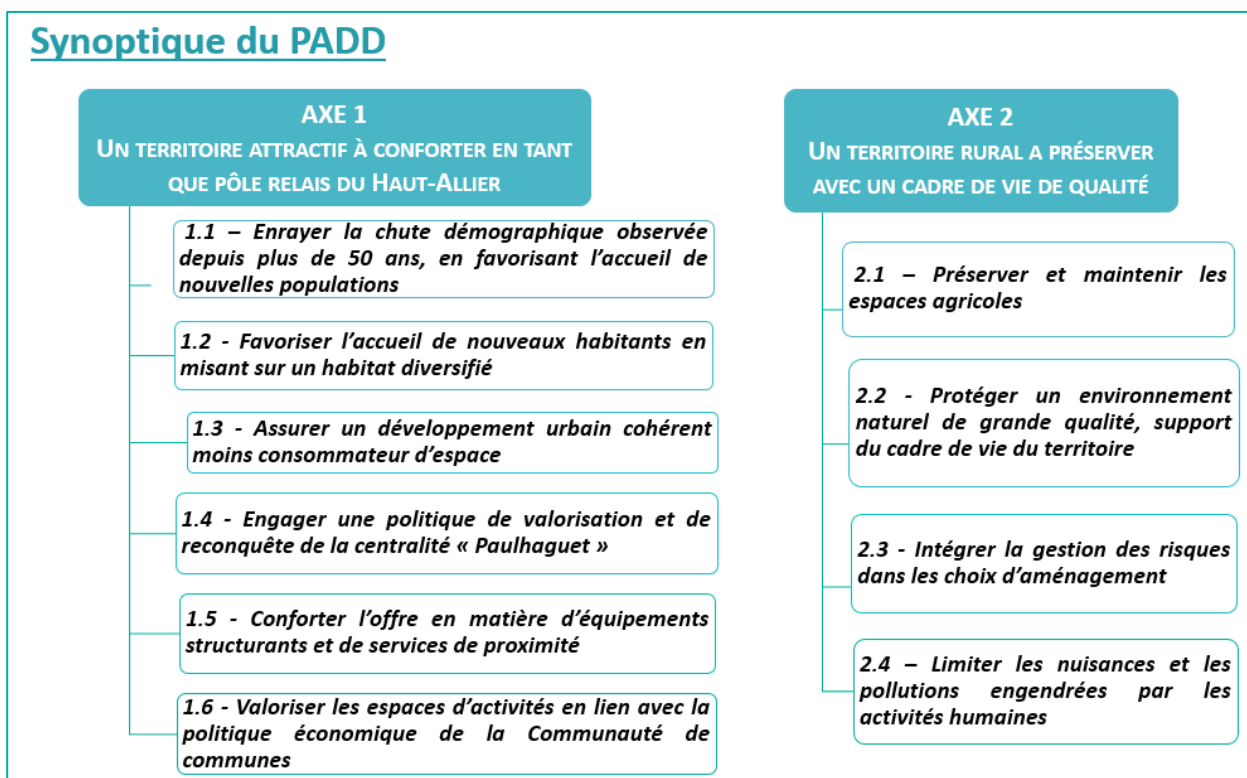 Synoptique du PADD
AXE 1
UN TERRITOIRE ATTRACTIF À CONFORTER EN TANT
QUE PÔLE RELAIS DU HAUT-ALLIER
1.1 – Enrayer la chute démographique observée
depuis plus de 50 ans, en favorisant l’accueil de
nouvelles populations
1.2 - Favoriser l’accueil de nouveaux habitants en
misant sur un habitat diversifié
1.3 - Assurer un développement urbain cohérent
moins consommateur d’espace
1.4 - Engager une politique de valorisation et de
reconquête de la centralité « Paulhaguet »
1.5 - Conforter l’offre en matière d’équipements
structurants et de services de proximité
1.6 - Valoriser les espaces d’activités en lien avec la
politique économique de la Communauté de
communes
AXE 2
UN TERRITOIRE RURAL A PRÉSERVER
AVEC UN CADRE DE VIE DE QUALITÉ
2.1 – Préserver et maintenir les
espaces agricoles
2.2 - Protéger un environnement
naturel de grande qualité, support
du cadre de vie du territoire
2.3 - Intégrer la gestion des risques
dans les choix d’aménagement
2.4 – Limiter les nuisances et les
pollutions engendrées par les
activités humaines